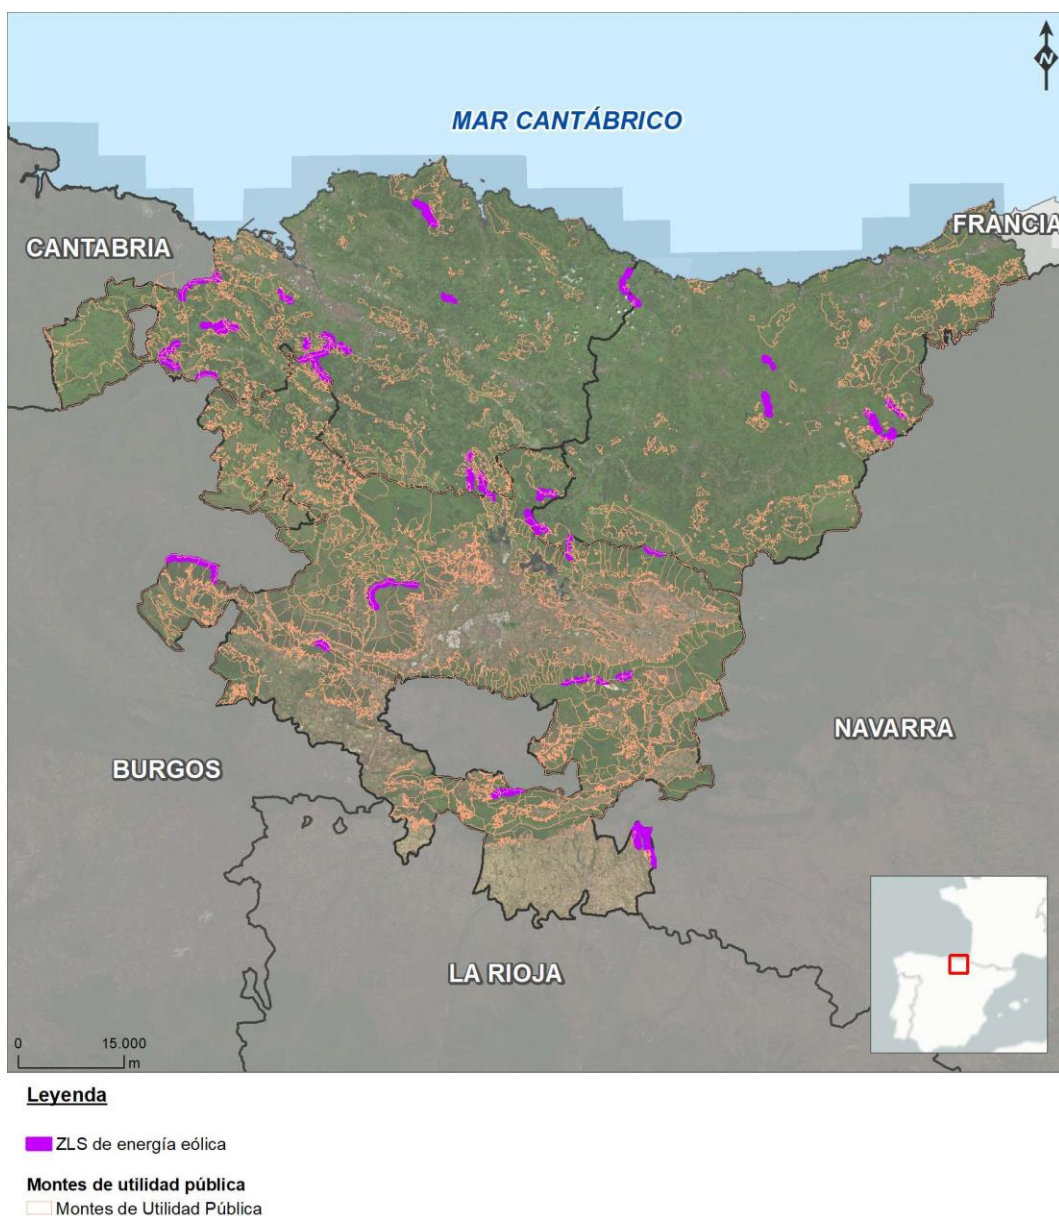 N
MAR CANTÁBRICO
FRANCIA
CANTABRIA
NAVARRA
BURGOS
LA RIOJA
0 15.000
m
Leyenda
ZLS de energía eólica
Montes de utilidad pública
Montes de Utilidad Pública